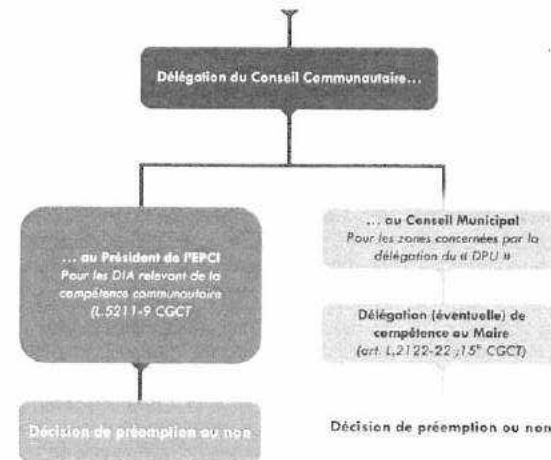 Délégation du Conseil Communautaire...
... au Président de l'EPCI
Pour les DIA relevant de la
compétence communautaire
(L.5211-9 CGCT
Décision de préemption ou non
... au Conseil Municipal
Pour les zones concernées par la
délégation du « DPU »
Délégation (éventuelle) de
compétence au Maire
(art. L.2122-22 ;15° CGCT)
Décision de préemption ou non